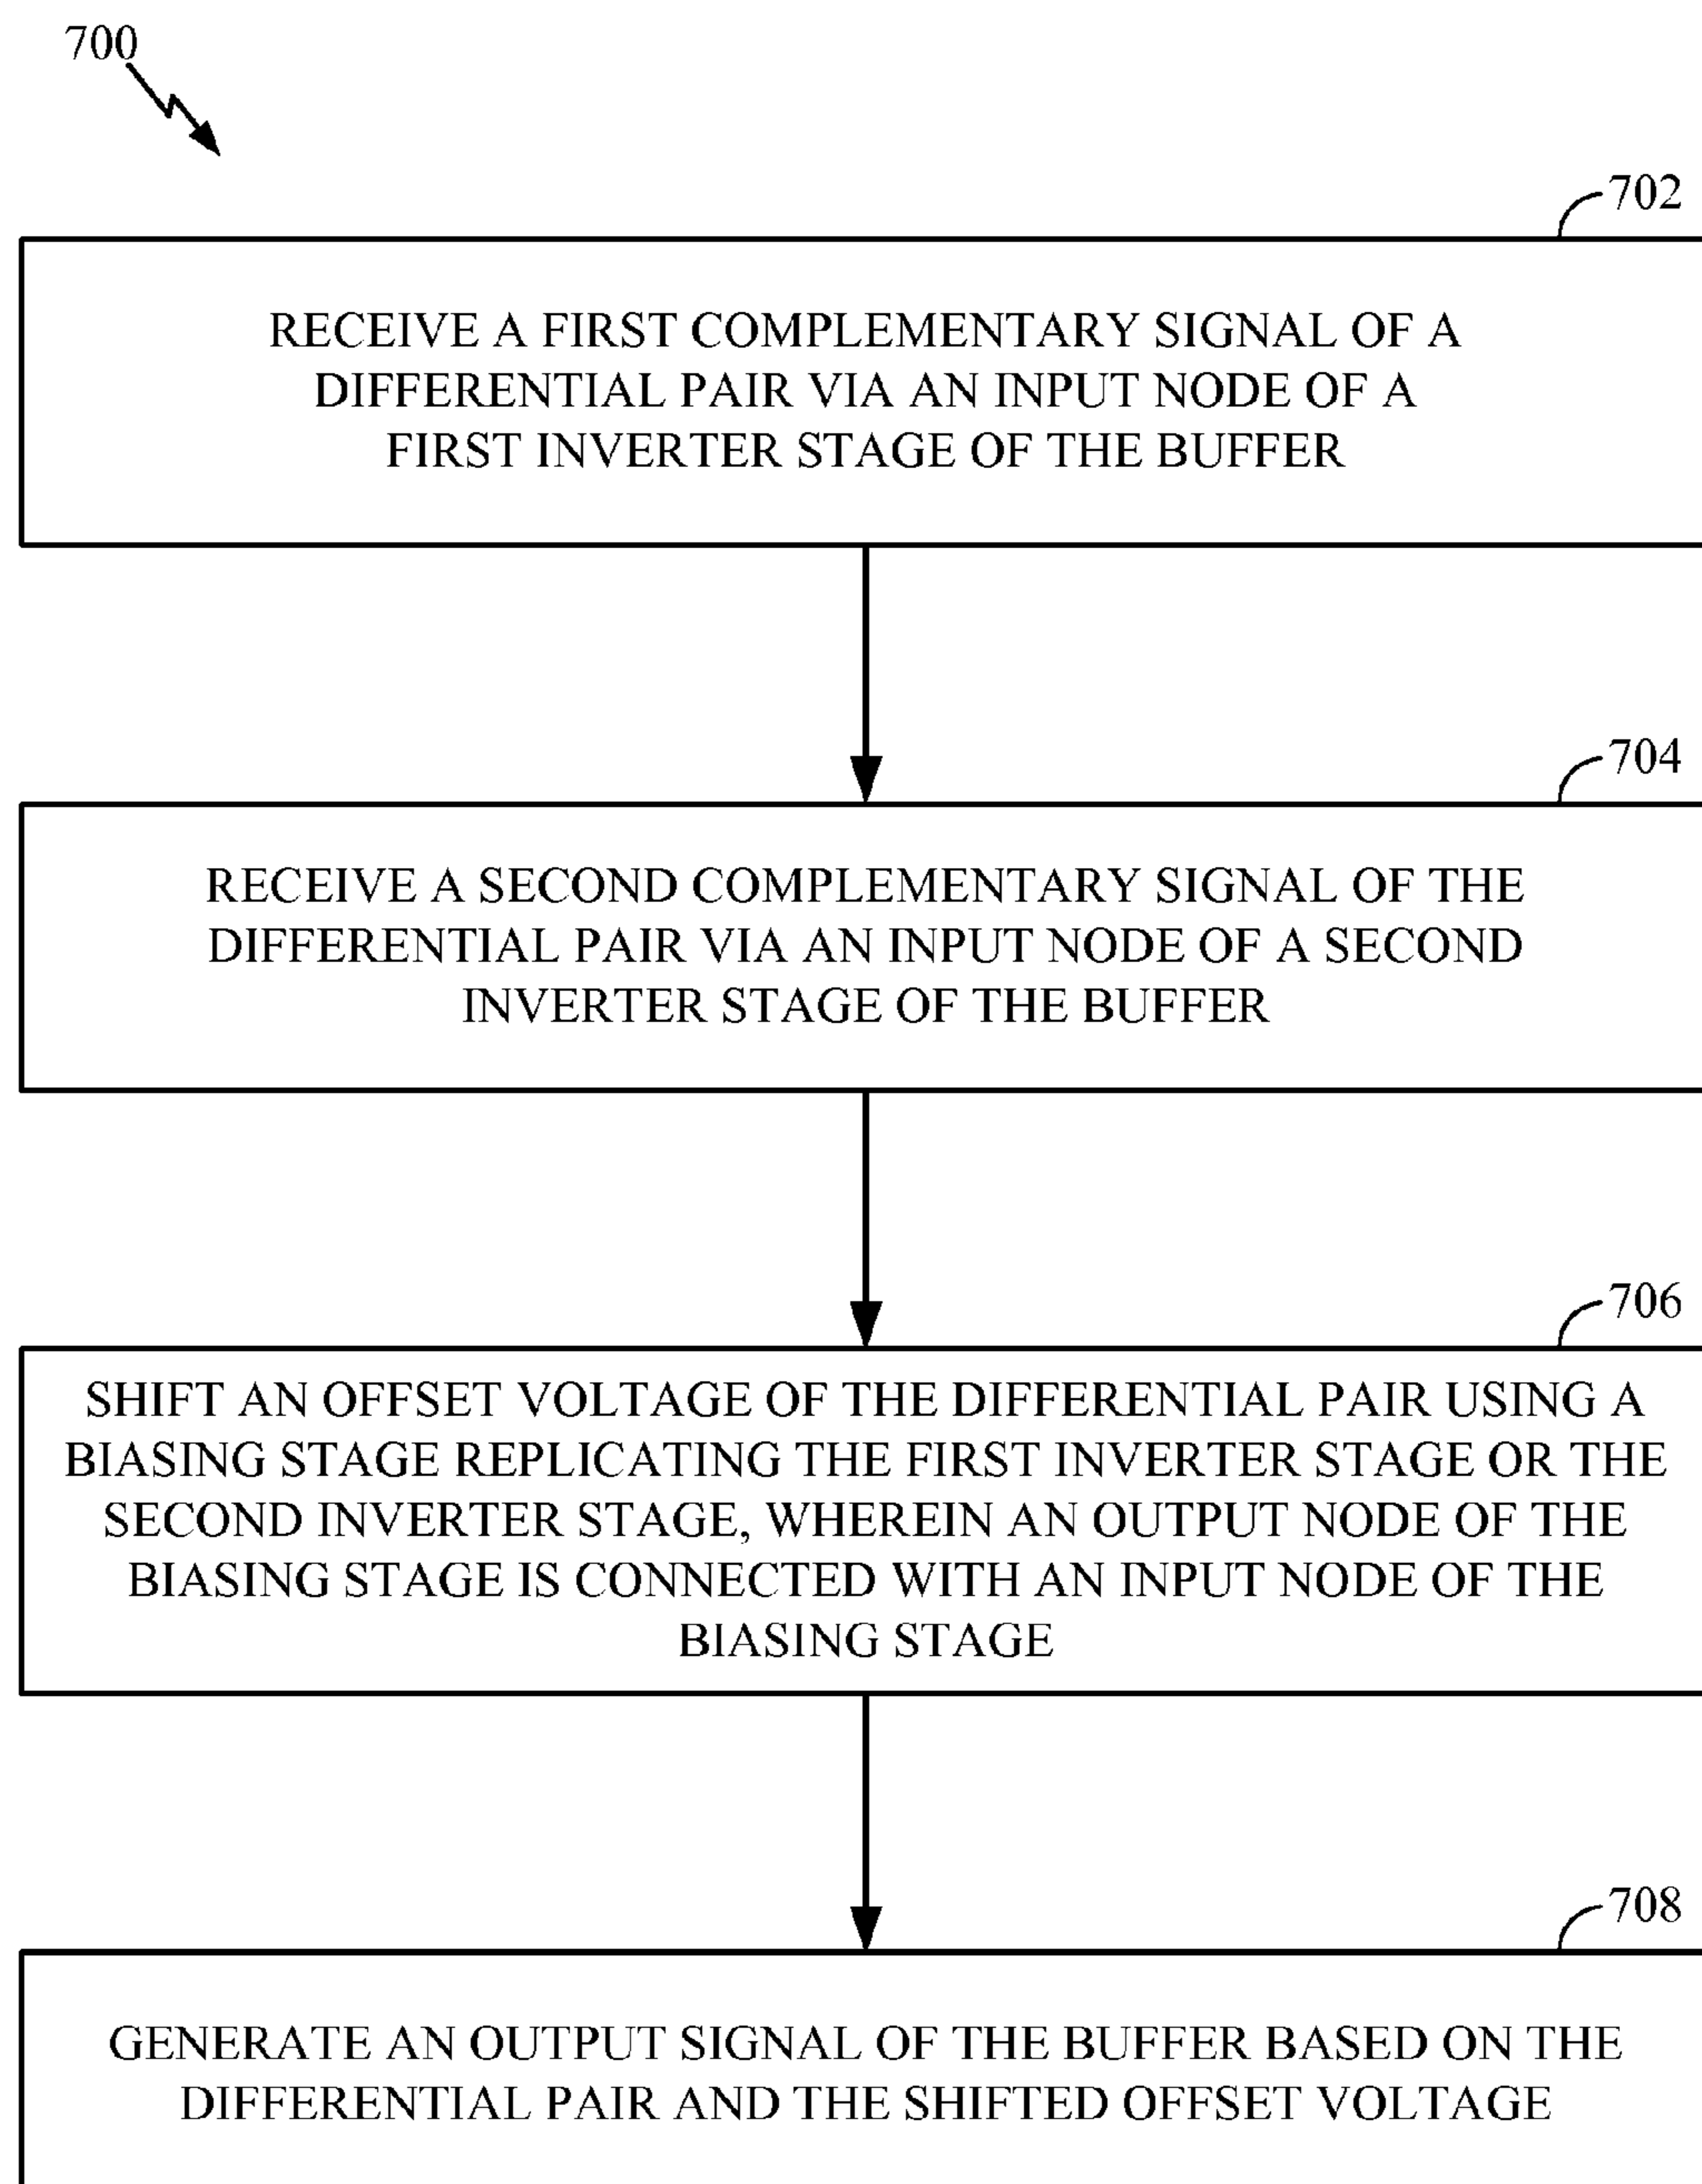 700
702
RECEIVE A FIRST COMPLEMENTARY SIGNAL OF A
DIFFERENTIAL PAIR VIA AN INPUT NODE OF A
FIRST INVERTER STAGE OF THE BUFFER
704
RECEIVE A SECOND COMPLEMENTARY SIGNAL OF THE
DIFFERENTIAL PAIR VIA AN INPUT NODE OF A SECOND
INVERTER STAGE OF THE BUFFER
706
SHIFT AN OFFSET VOLTAGE OF THE DIFFERENTIAL PAIR USING A
BIASING STAGE REPLICATING THE FIRST INVERTER STAGE OR THE
SECOND INVERTER STAGE, WHEREIN AN OUTPUT NODE OF THE
BIASING STAGE IS CONNECTED WITH AN INPUT NODE OF THE
BIASING STAGE
708
GENERATE AN OUTPUT SIGNAL OF THE BUFFER BASED ON THE
DIFFERENTIAL PAIR AND THE SHIFTED OFFSET VOLTAGE